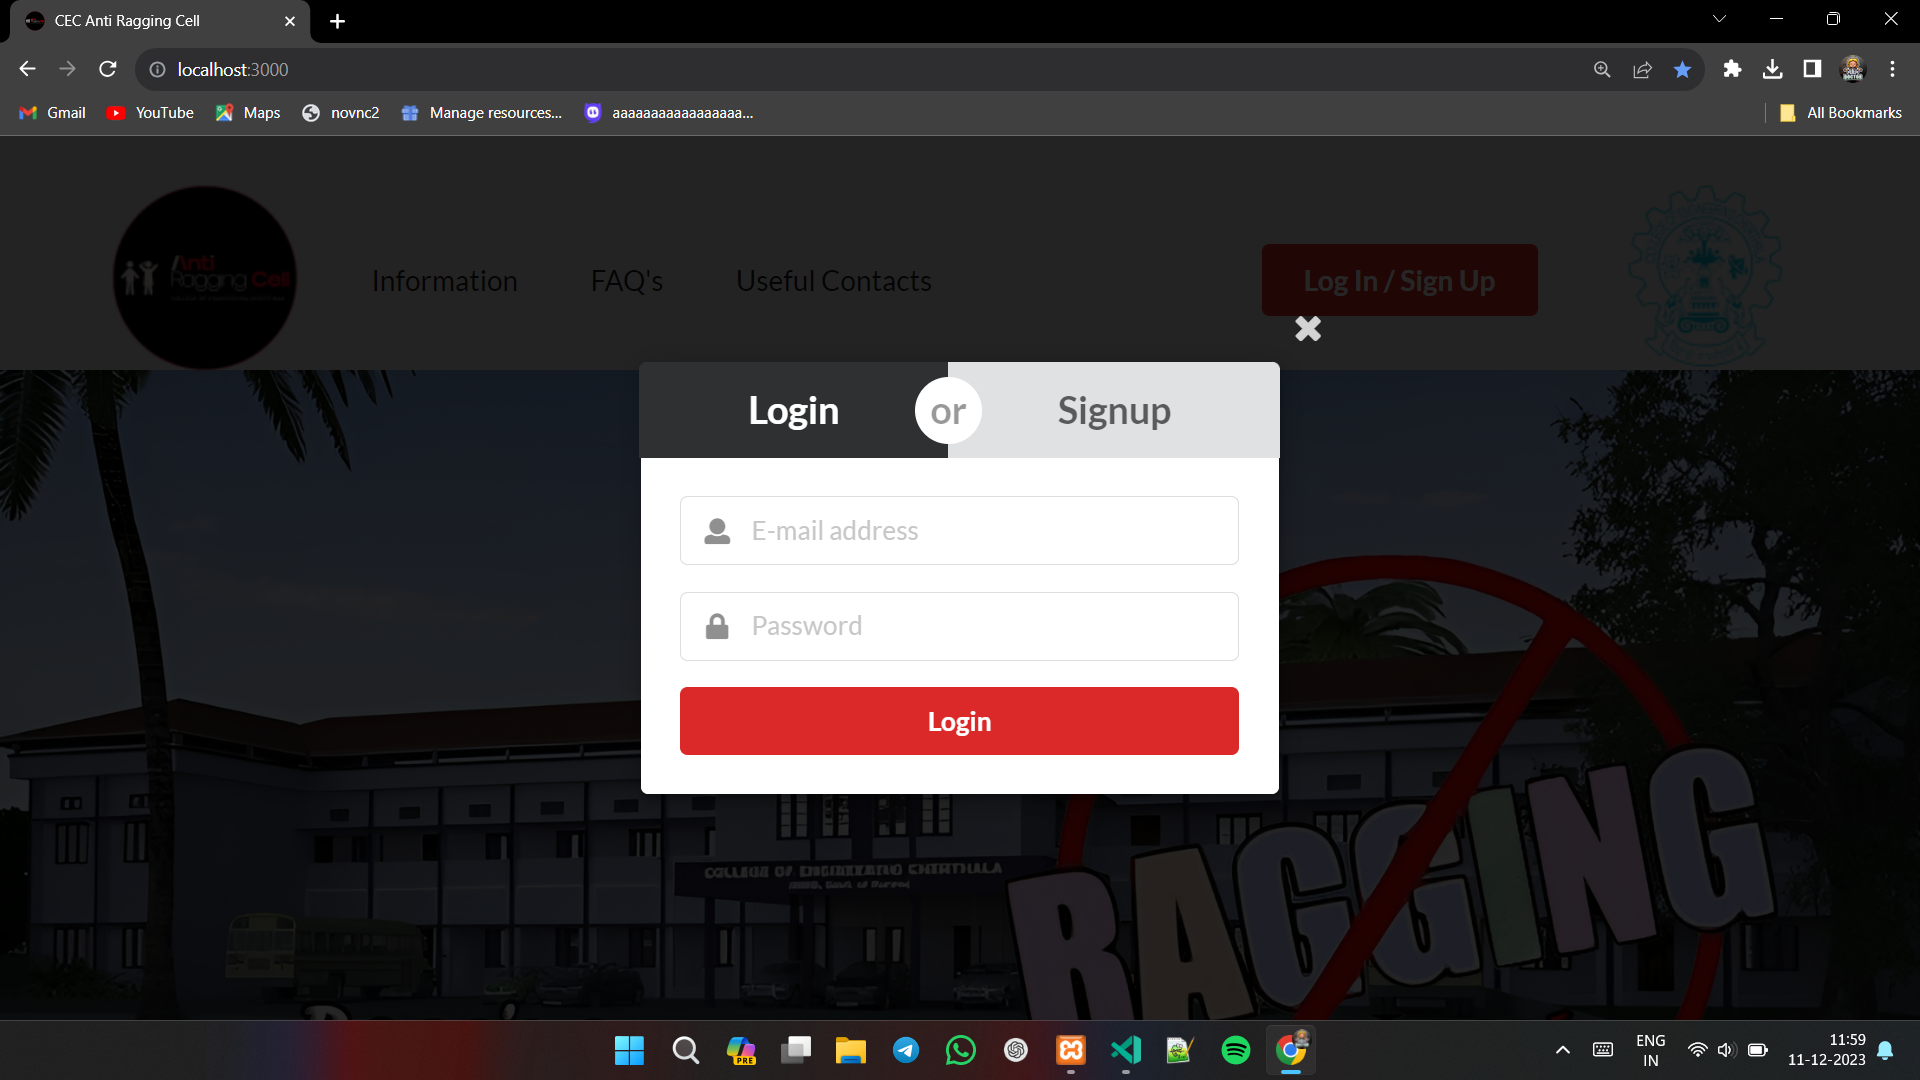 CEC Anti Ragging Cell
localhost:3000
Gmail
YouTube
Maps
novnc2
Manage resources...
aaaaaaaaaaaaaaaaa...
All Bookmarks
Anti
Ragging Cell
Information
FAQ's
Useful Contacts
Log In / Sign Up
Login
or
Signup
E-mail address
Password
Login
COLLEGE OF ENGINEERING CHERTHALA
RAGGING
PRE
ENG
IN
11:59
11-12-2023